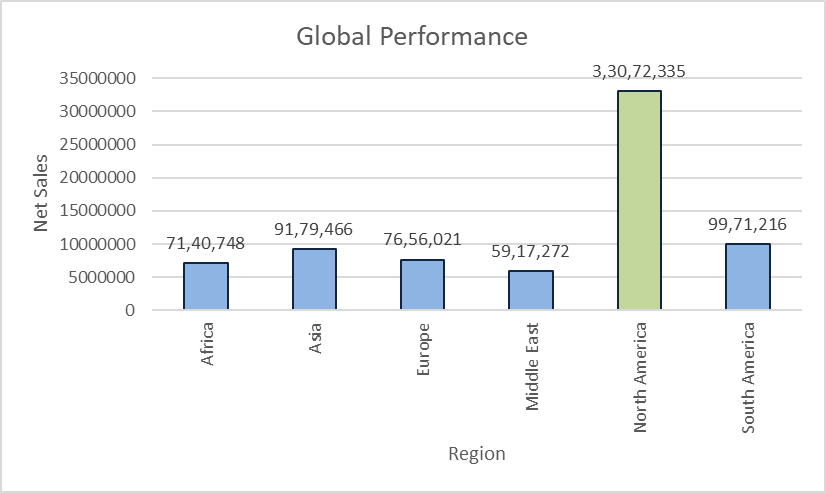 Global Performance
Net Sales
35000000
30000000
25000000
20000000
15000000
10000000
5000000
0
71,40,748
91,79,466
76,56,021
59,17,272
3,30,72,335
99,71,216
Africa
Asia
Europe
Middle East
North America
South America
Region